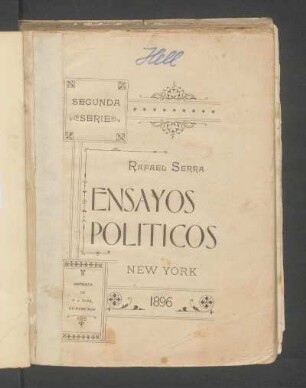 Hell
SEGUNDA
SERIE
RAFAEL SERRA
ENSAYOS
POLITICOS
NEW YORK
1896